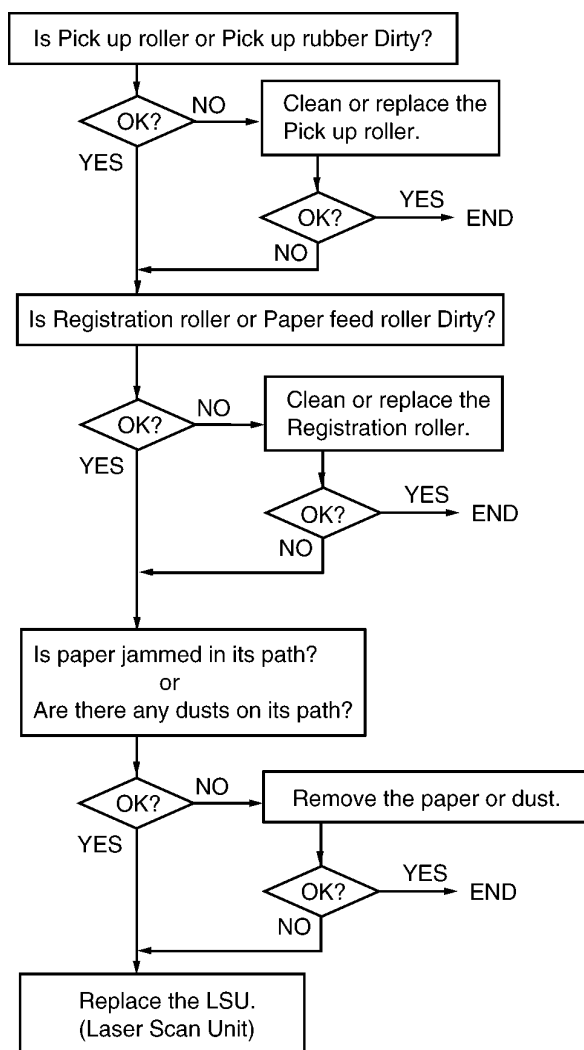 Is Pick up roller or Pick up rubber Dirty?
OK?
NO
YES
Clean or replace the
Pick up roller.
OK?
YES
END
NO
Is Registration roller or Paper feed roller Dirty?
OK?
NO
YES
Clean or replace the
Registration roller.
OK?
YES
END
NO
Is paper jammed in its path?
or
Are there any dusts on its path?
OK?
NO
YES
Remove the paper or dust.
OK?
YES
END
NO
Replace the LSU.
(Laser Scan Unit)